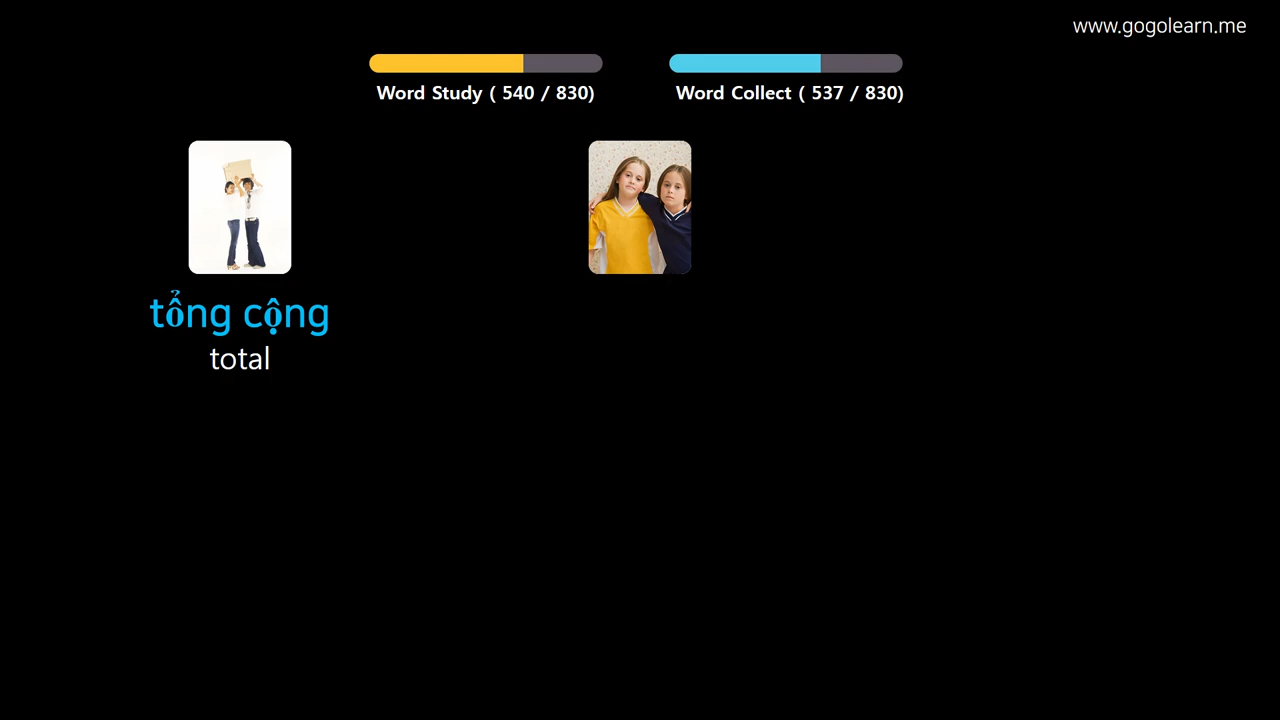 www.gogolearn.me
Word Study ( 540 / 830)
Word Collect ( 537 / 830)
tổng cộng
total